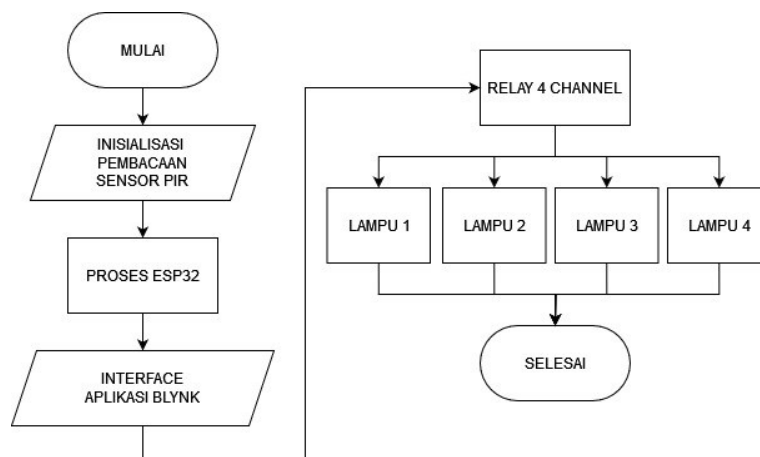 MULAI
INISIALISASI
PEMBACAAN
SENSOR PIR
PROSES ESP32
INTERFACE
APLIKASI BLYNK
RELAY 4 CHANNEL
LAMPU 1
LAMPU 2
LAMPU 3
LAMPU 4
SELESAI